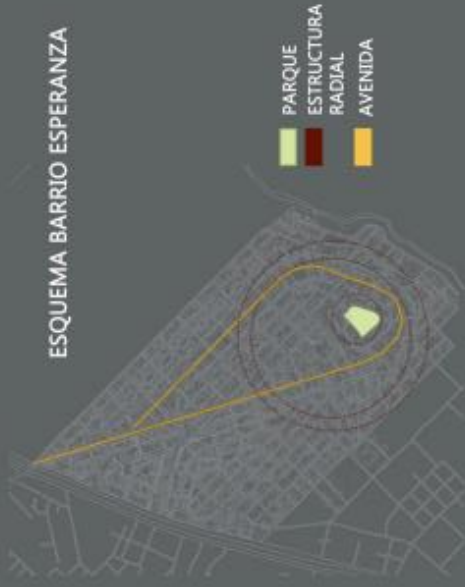 ESQUEMA BARRIO ESPERANZA
PARQUE
ESTRUCTURA
RADIAL
AVENIDA